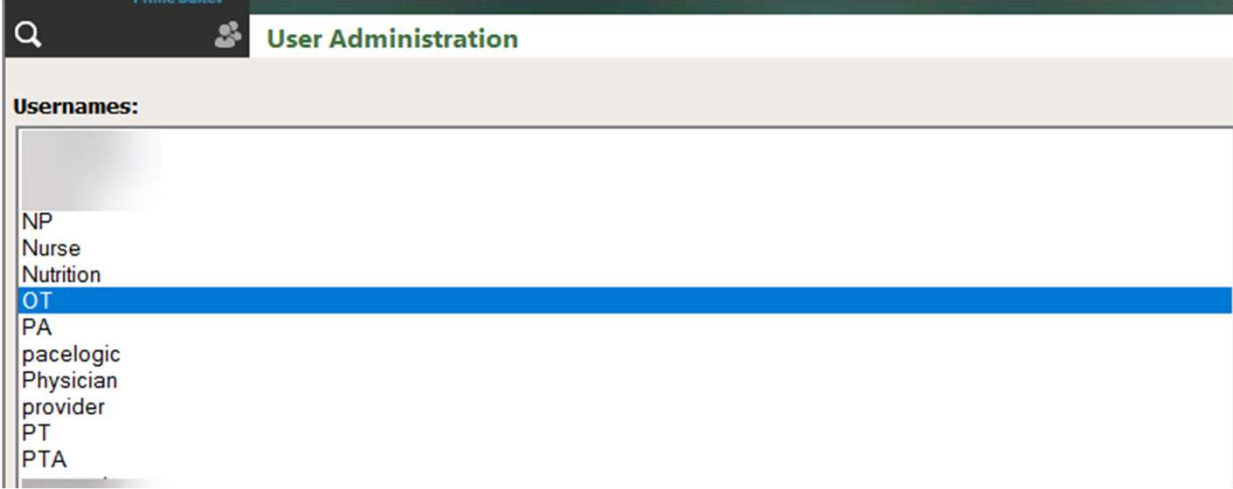 User Administration
Usernames:
NP
Nurse
Nutrition
OT
PA
pacelogic
Physician
provider
PT
PTA